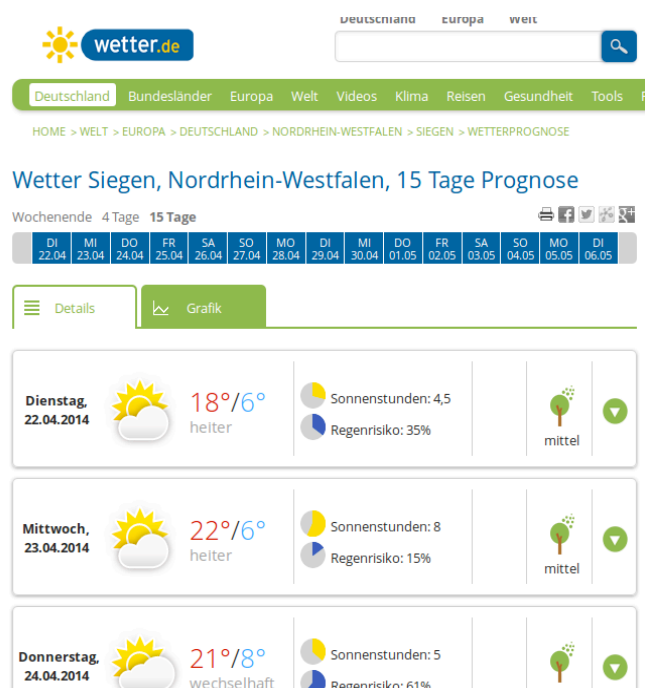 Deutschland Europa Welt
wetter.de
Deutschland Bundesländer Europa Welt Videos Klima Reisen Gesundheit Tools
HOME > WELT > EUROPA > DEUTSCHLAND > NORDRHEIN-WESTFALEN > SIEGEN > WETTERPROGNOSE
Wetter Siegen, Nordrhein-Westfalen, 15 Tage Prognose
Wochenende 4 Tage 15 Tage
DI MI DO FR SA SO MO DI MI DO FR SA SO MO DI
22.04 23.04 24.04 25.04 26.04 27.04 28.04 29.04 30.04 01.05 02.05 03.05 04.05 05.05 06.05
Details Grafik
Dienstag,
22.04.2014
18°/6°
heiter
Sonnenstunden: 4,5
Regenrisiko: 35%
mittel
Mittwoch,
23.04.2014
22°/6°
heiter
Sonnenstunden: 8
Regenrisiko: 15%
mittel
Donnerstag,
24.04.2014
21°/8°
wechselhaft
Sonnenstunden: 5
Regenrisiko: 61%